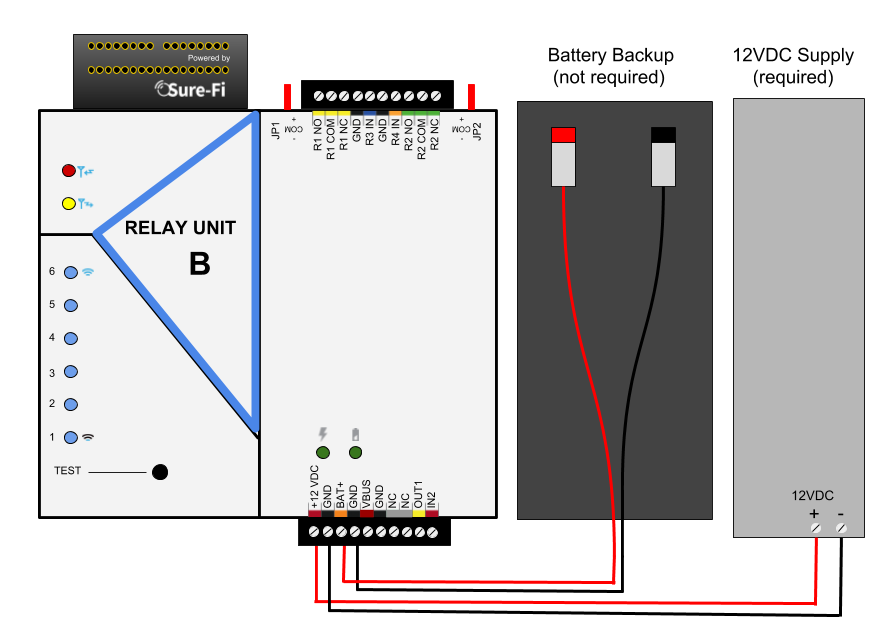 Powered by
Sure-Fi
Battery Backup
(not required)
12VDC Supply
(required)
JP1
+
COM
-
R1 NO
R1 COM
R1 NC
GND
R3 IN
GND
R4 IN
R2 NO
R2 COM
R2 NC
+
COM
-
JP2
RELAY UNIT
B
6
5
4
3
2
1
TEST
+12 VDC
GND
BAT+
GND
VBUS
GND
NC
NC
OUT1
IN2
12VDC
+ -